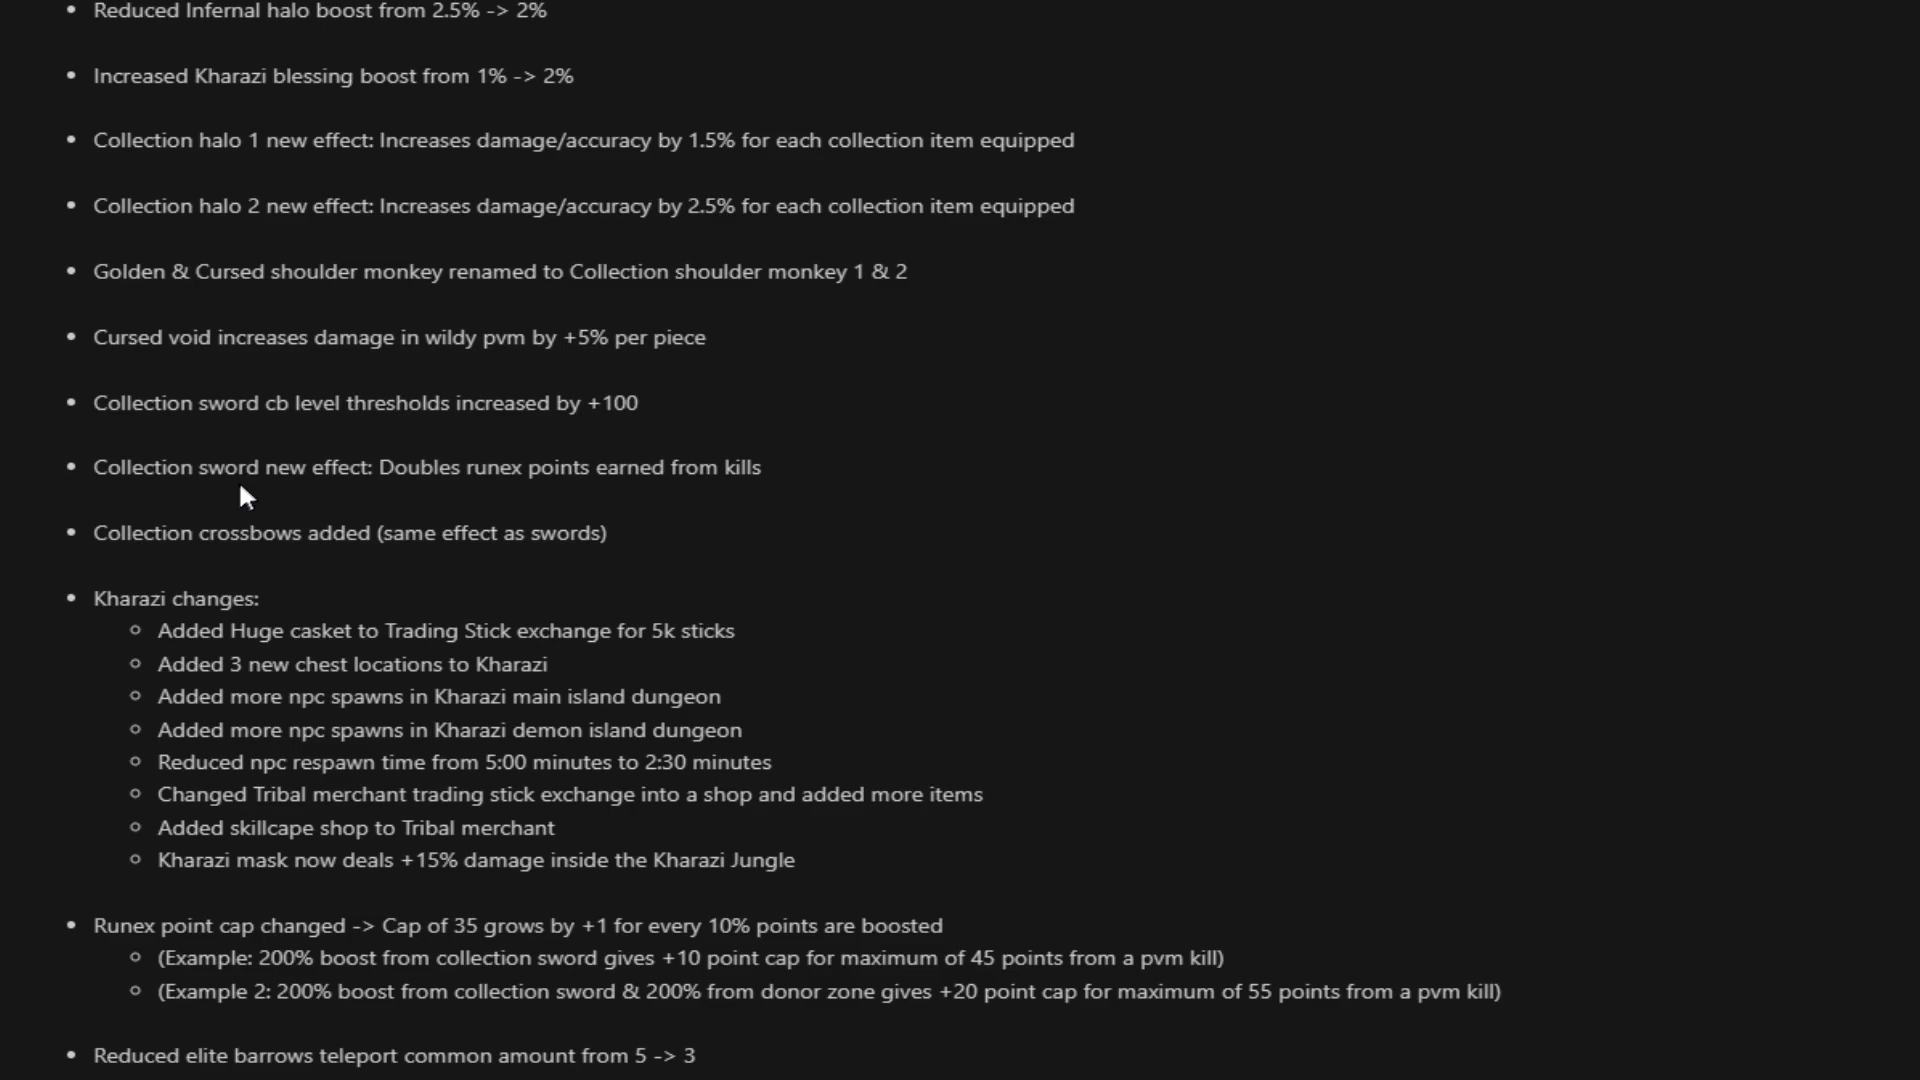 • Reduced Infernal halo boost from 2.5% -> 2%
• Increased Kharazi blessing boost from 1% -> 2%
• Collection halo 1 new effect: Increases damage/accuracy by 1.5% for each collection item equipped
• Collection halo 2 new effect: Increases damage/accuracy by 2.5% for each collection item equipped
• Golden & Cursed shoulder monkey renamed to Collection shoulder monkey 1 & 2
• Cursed void increases damage in wildy pvm by +5% per piece
• Collection sword cb level thresholds increased by +100
• Collection sword new effect: Doubles runex points earned from kills
• Collection crossbows added (same effect as swords)
• Kharazi changes:
○ Added Huge casket to Trading Stick exchange for 5k sticks
○ Added 3 new chest locations to Kharazi
○ Added more npc spawns in Kharazi main island dungeon
○ Added more npc spawns in Kharazi demon island dungeon
○ Reduced npc respawn time from 5:00 minutes to 2:30 minutes
○ Changed Tribal merchant trading stick exchange into a shop and added more items
○ Added skillcape shop to Tribal merchant
○ Kharazi mask now deals +15% damage inside the Kharazi Jungle
• Runex point cap changed -> Cap of 35 grows by +1 for every 10% points are boosted
○ (Example: 200% boost from collection sword gives +10 point cap for maximum of 45 points from a pvm kill)
○ (Example 2: 200% boost from collection sword & 200% from donor zone gives +20 point cap for maximum of 55 points from a pvm kill)
• Reduced elite barrows teleport common amount from 5 -> 3